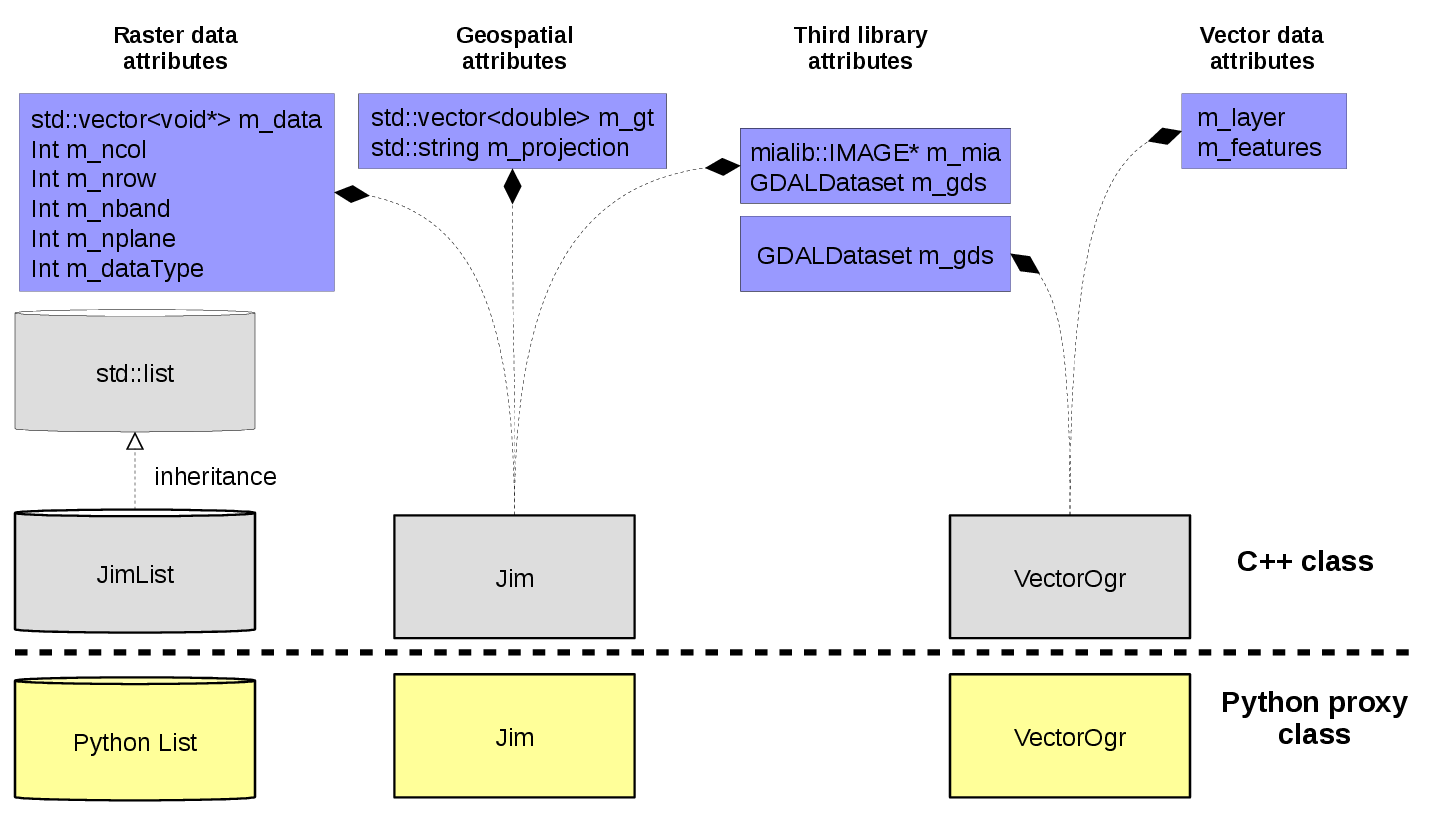 Raster data
attributes
Geospatial
attributes
Third library
attributes
Vector data
attributes
std::vector<void*> m_data
Int m_ncol
Int m_nrow
Int m_nband
Int m_nplane
Int m_dataType
std::vector<double> m_gt
std::string m_projection
mialib::IMAGE* m_mia
GDALDataset m_gds
GDALDataset m_gds
m_layer
m_features
std::list
inheritance
JimList
Jim
VectorOgr
C++ class
Python List
Jim
VectorOgr
Python proxy
class